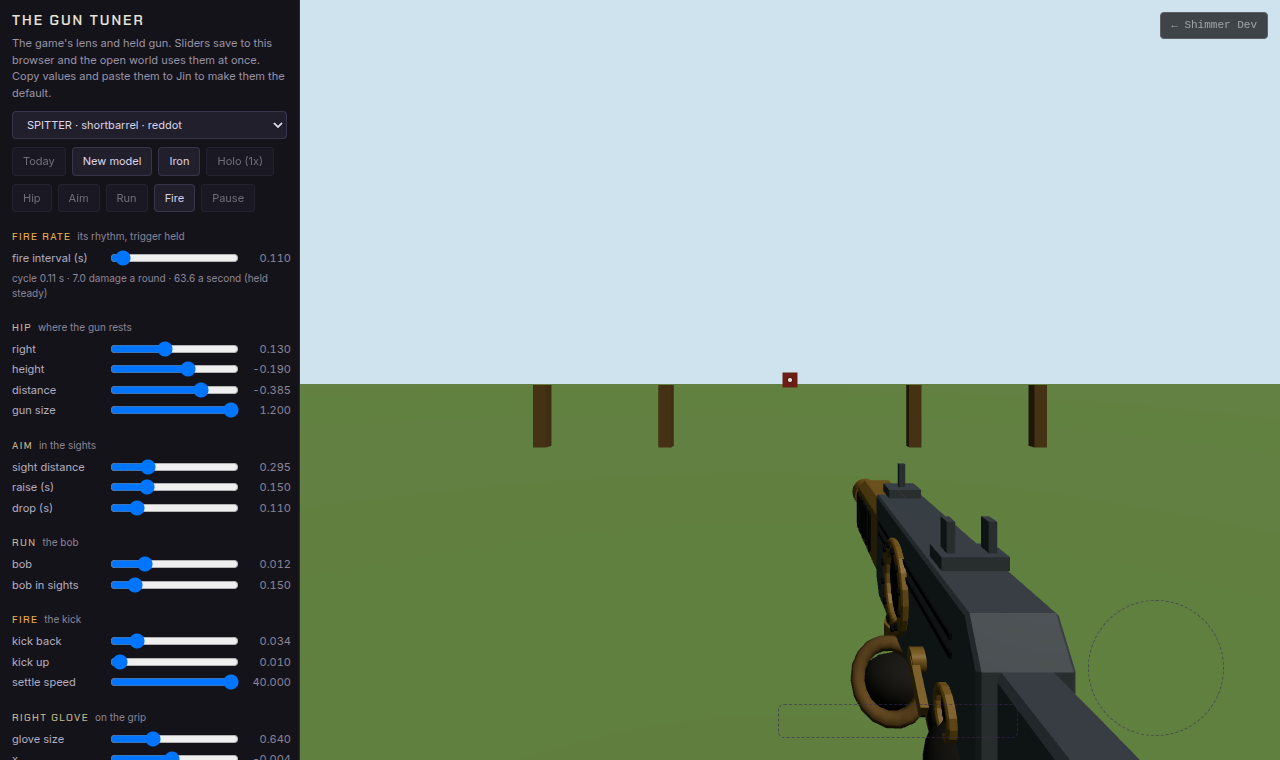 THE GUN TUNER
The game's lens and held gun. Sliders save to this
browser and the open world uses them at once.
Copy values and paste them to Jin to make them the
default.
SPITTER · shortbarrel · reddot
Today New model Iron Holo (1x)
Hip Aim Run Fire Pause
FIRE RATE its rhythm, trigger held
fire interval (s) 0.110
cycle 0.11 s · 7.0 damage a round · 63.6 a second (held
steady)
HIP where the gun rests
right 0.130
height -0.190
distance -0.385
gun size 1.200
AIM in the sights
sight distance 0.295
raise (s) 0.150
drop (s) 0.110
RUN the bob
bob 0.012
bob in sights 0.150
FIRE the kick
kick back 0.034
kick up 0.010
settle speed 40.000
RIGHT GLOVE on the grip
glove size 0.640
x -0.004
← Shimmer Dev